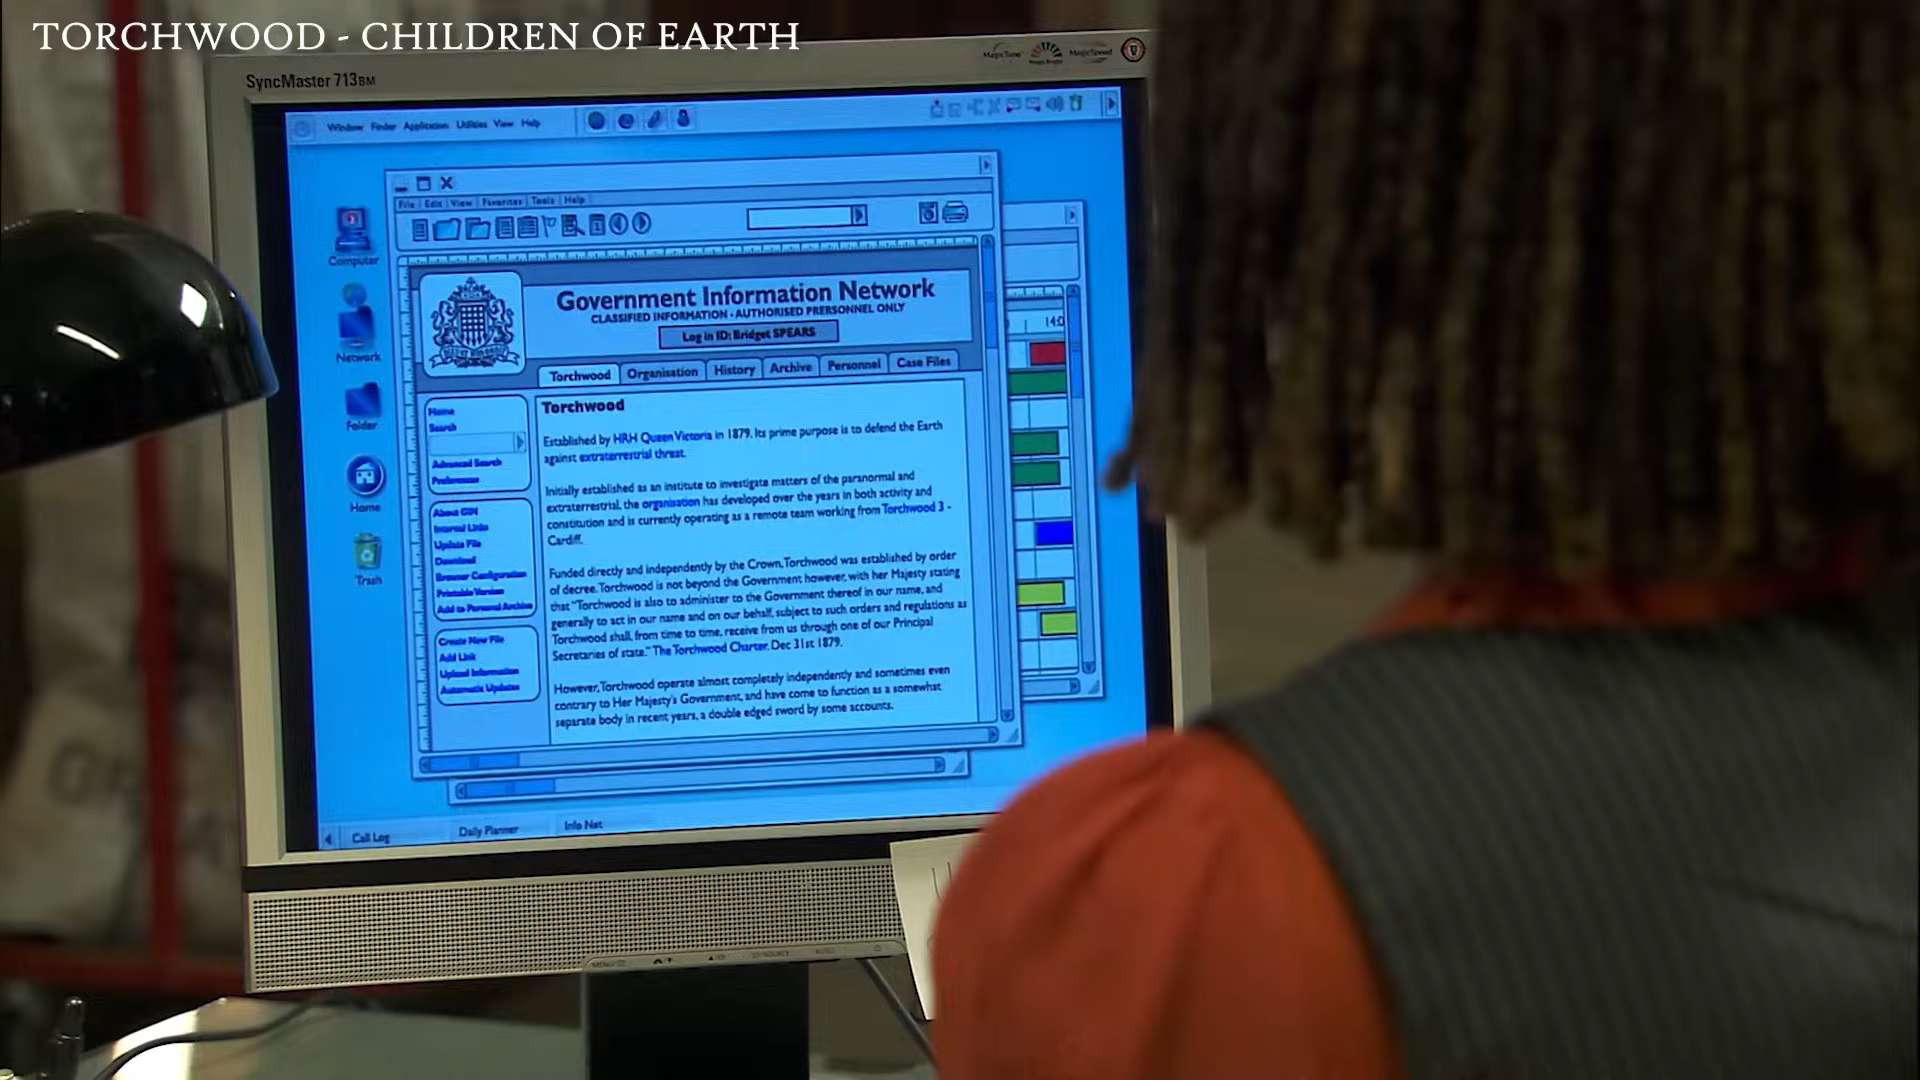 TORCHWOOD - CHILDREN OF EARTH
SyncMaster 713BM
MagicTune MagicSpeed
Window Finder Application Utilities View Help
File Edit View Favorites Tools Help
Computer
Network
Folder
Home
Trash
Government Information Network
CLASSIFIED INFORMATION - AUTHORISED PRERSONNEL ONLY
Log in ID: Bridget SPEARS
Torchwood Organisation History Archive Personnel Case Files
Home
Search
Advanced Search
Preferences
About GIN
Internal Links
Update File
Download
Browser Configuration
Printable Version
Add to Personal Archive
Create New File
Add Link
Upload Information
Automatic Updates
Torchwood
Established by HRH Queen Victoria in 1879. Its prime purpose is to defend the Earth
against extraterrestrial threat.
Initially established as an institute to investigate matters of the paranormal and
extraterrestrial, the organisation has developed over the years in both activity and
constitution and is currently operating as a remote team working from Torchwood 3 -
Cardiff.
Funded directly and independently by the Crown, Torchwood was established by order
of decree. Torchwood is not beyond the Government however, with her Majesty stating
that "Torchwood is also to administer to the Government thereof in our name, and
generally to act in our name and on our behalf, subject to such orders and regulations as
Torchwood shall, from time to time, receive from us through one of our Principal
Secretaries of state." The Torchwood Charter, Dec 31st 1879.
However, Torchwood operate almost completely independently and sometimes even
contrary to Her Majesty's Government, and have come to function as a somewhat
separate body in recent years, a double edged sword by some accounts.
14:0
Call Log Daily Planner Info Net